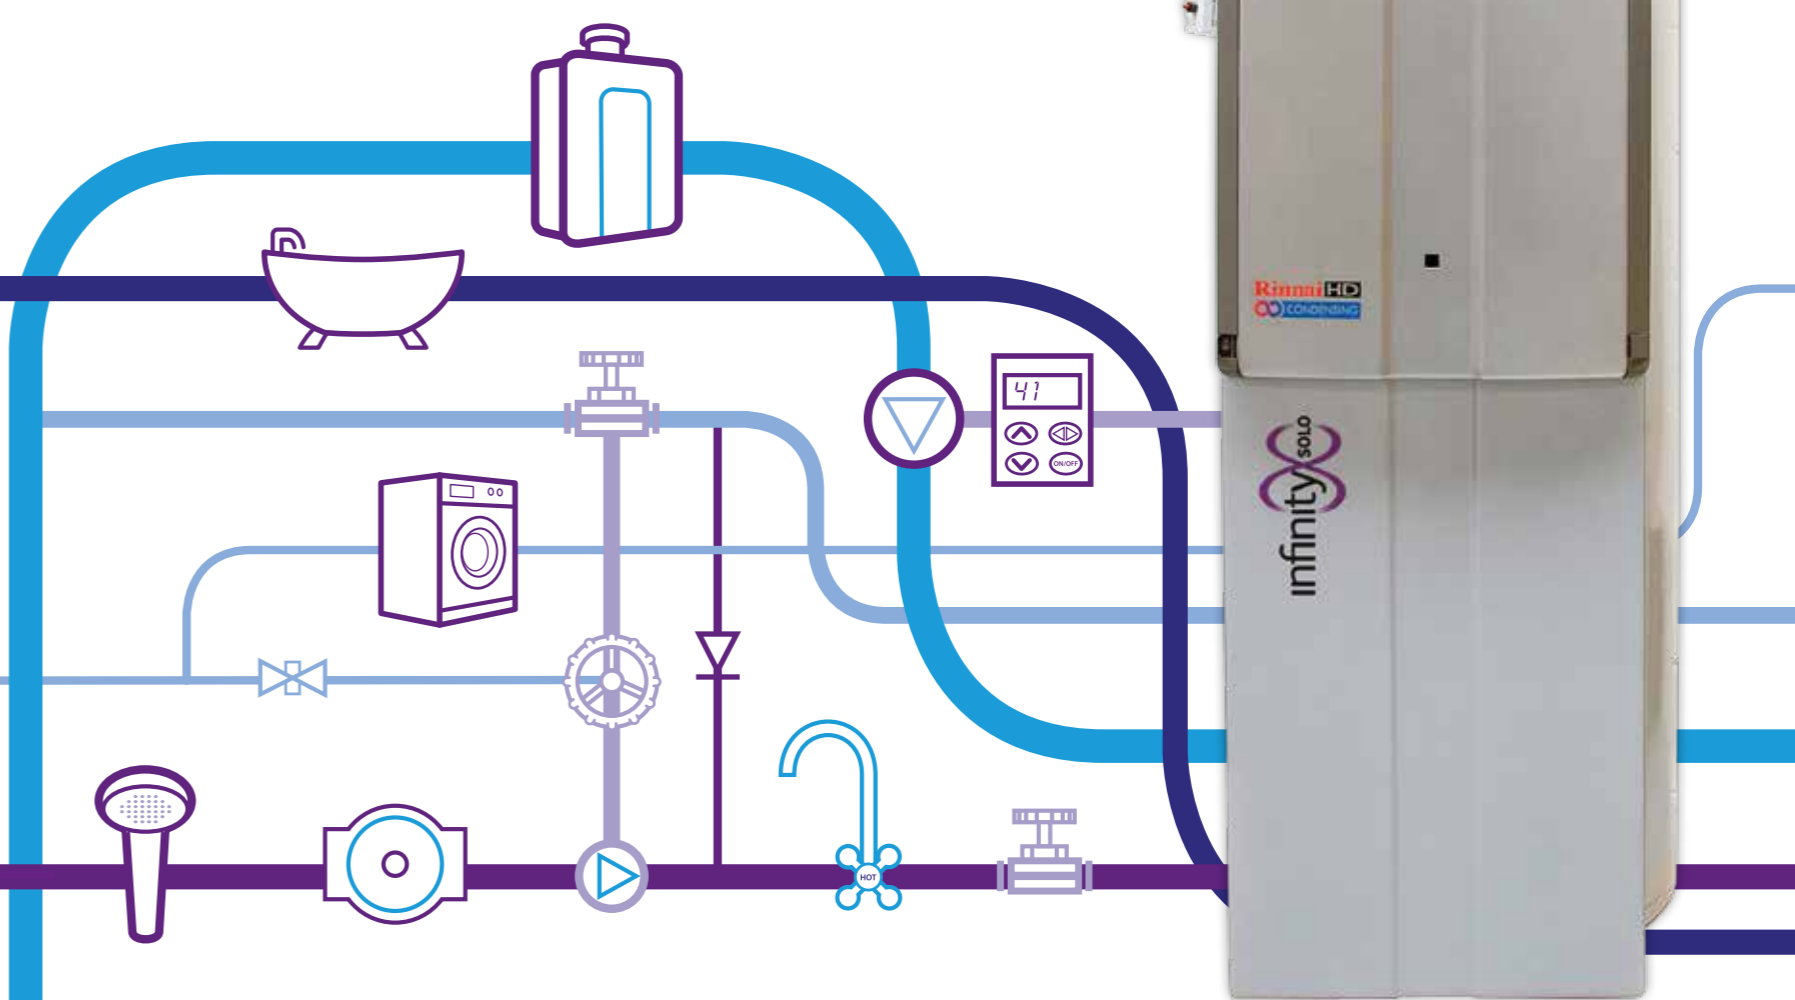 Rinnai HD
CONDENSING
41
ON/OFF
infinity SOLO
HOT